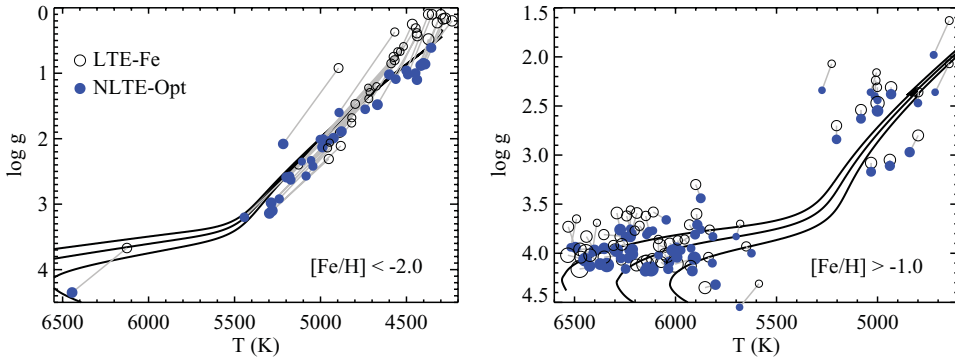 0
1
2
3
4
log g
LTE-Fe
NLTE-Opt
[Fe/H] < -2.0
6500 6000 5500 5000 4500
T (K)
1.5
2.0
2.5
3.0
3.5
4.0
4.5
log g
[Fe/H] > -1.0
6500 6000 5500 5000
T (K)